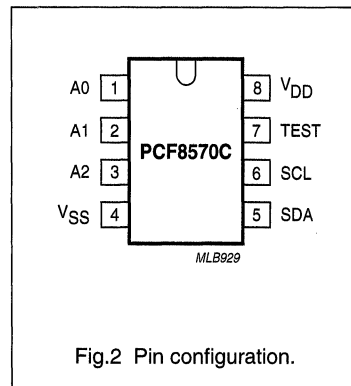 A0 1 8 VDD
A1 2 7 TEST
PCF8570C
A2 3 6 SCL
VSS 4 5 SDA
MLB929
Fig.2 Pin configuration.